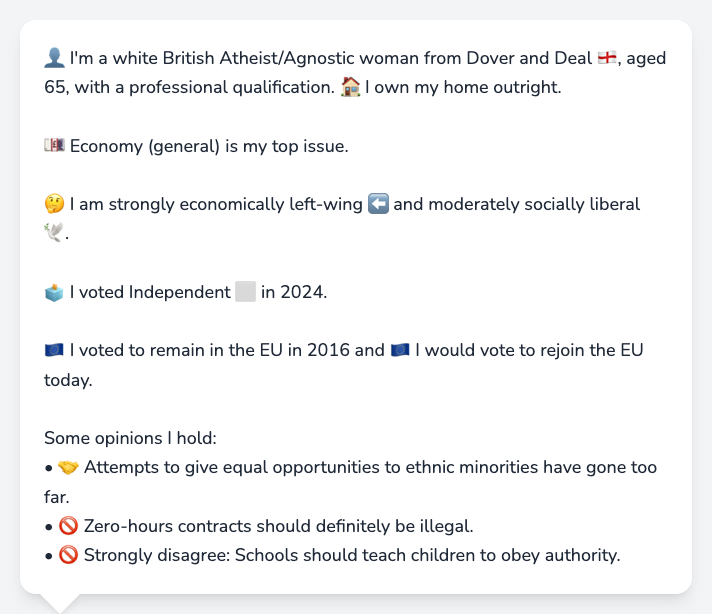 👤 I'm a white British Atheist/Agnostic woman from Dover and Deal 🏴󠁧󠁢󠁥󠁮󠁧󠁿, aged
65, with a professional qualification. 🏠 I own my home outright.
💷 Economy (general) is my top issue.
🤔 I am strongly economically left-wing ⬅️ and moderately socially liberal
🕊️.
🗳️ I voted Independent ⬜ in 2024.
🇪🇺 I voted to remain in the EU in 2016 and 🇪🇺 I would vote to rejoin the EU
today.
Some opinions I hold:
• 🤝 Attempts to give equal opportunities to ethnic minorities have gone too
far.
• 🚫 Zero-hours contracts should definitely be illegal.
• 🚫 Strongly disagree: Schools should teach children to obey authority.